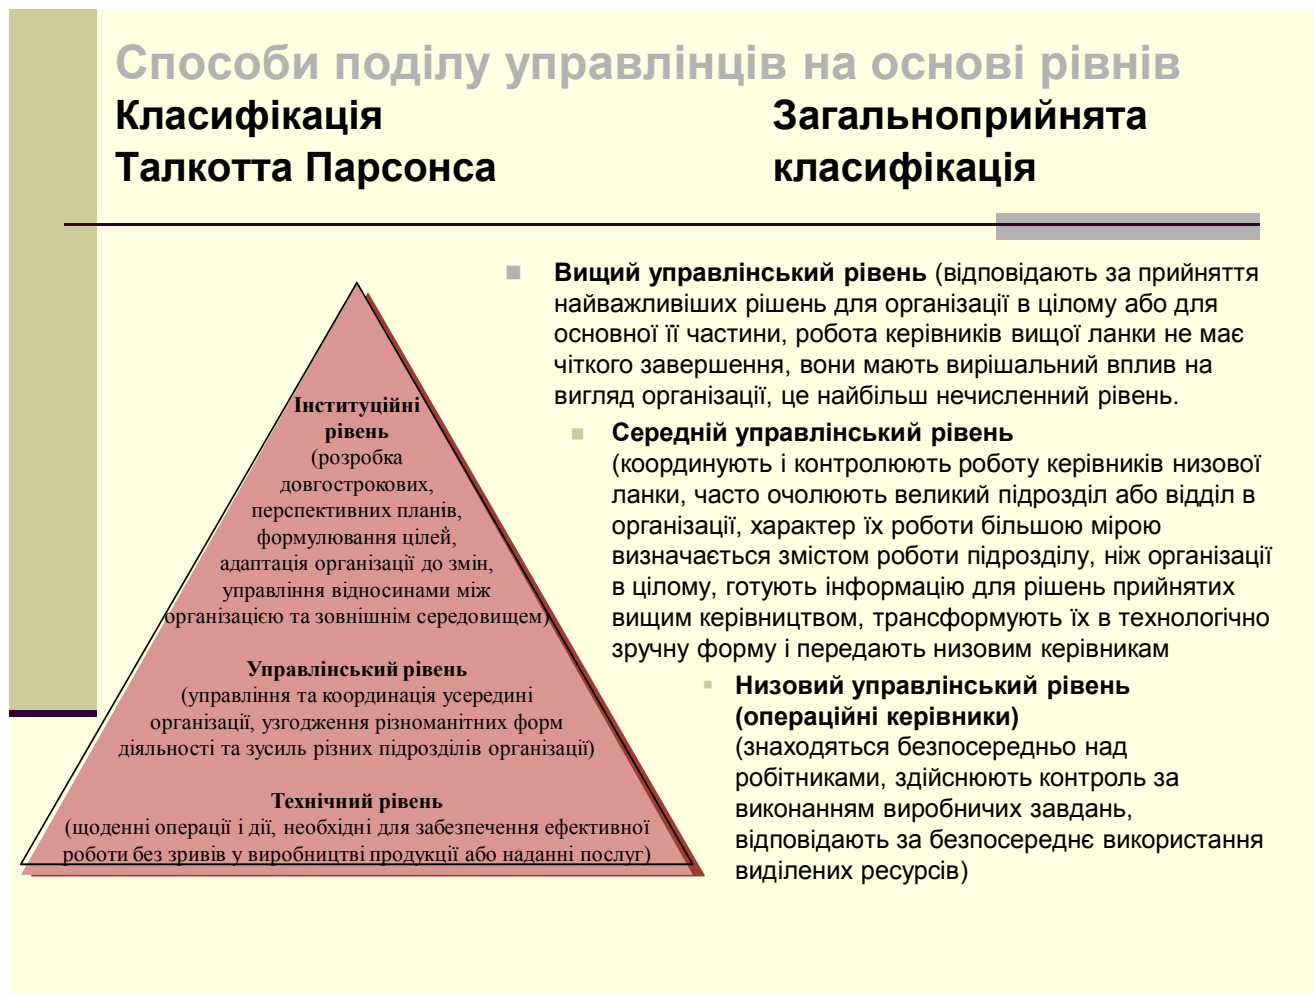 Способи поділу управлінців на основі рівнів
Класифікація
Талкотта Парсонса
Загальноприйнята
класифікація
Інституційні
рівень
(розробка
довгострокових,
перспективних планів,
формулювання цілей,
адаптація організації до змін,
управління відносинами між
організацією та зовнішнім середовищем)
Управлінський рівень
(управління та координація усередині
організації, узгодження різноманітних форм
діяльності та зусиль різних підрозділів організації)
Технічний рівень
(щоденні операції і дії, необхідні для забезпечення ефективної
роботи без зривів у виробництві продукції або наданні послуг)
Вищий управлінський рівень (відповідають за прийняття
найважливіших рішень для організації в цілому або для
основної її частини, робота керівників вищої ланки не має
чіткого завершення, вони мають вирішальний вплив на
вигляд організації, це найбільш нечисленний рівень.
Середній управлінський рівень
(координують і контролюють роботу керівників низової
ланки, часто очолюють великий підрозділ або відділ в
організації, характер їх роботи більшою мірою
визначається змістом роботи підрозділу, ніж організації
в цілому, готують інформацію для рішень прийнятих
вищим керівництвом, трансформують їх в технологічно
зручну форму і передають низовим керівникам
Низовий управлінський рівень
(операційні керівники)
(знаходяться безпосередньо над
робітниками, здійснюють контроль за
виконанням виробничих завдань,
відповідають за безпосереднє використання
виділених ресурсів)